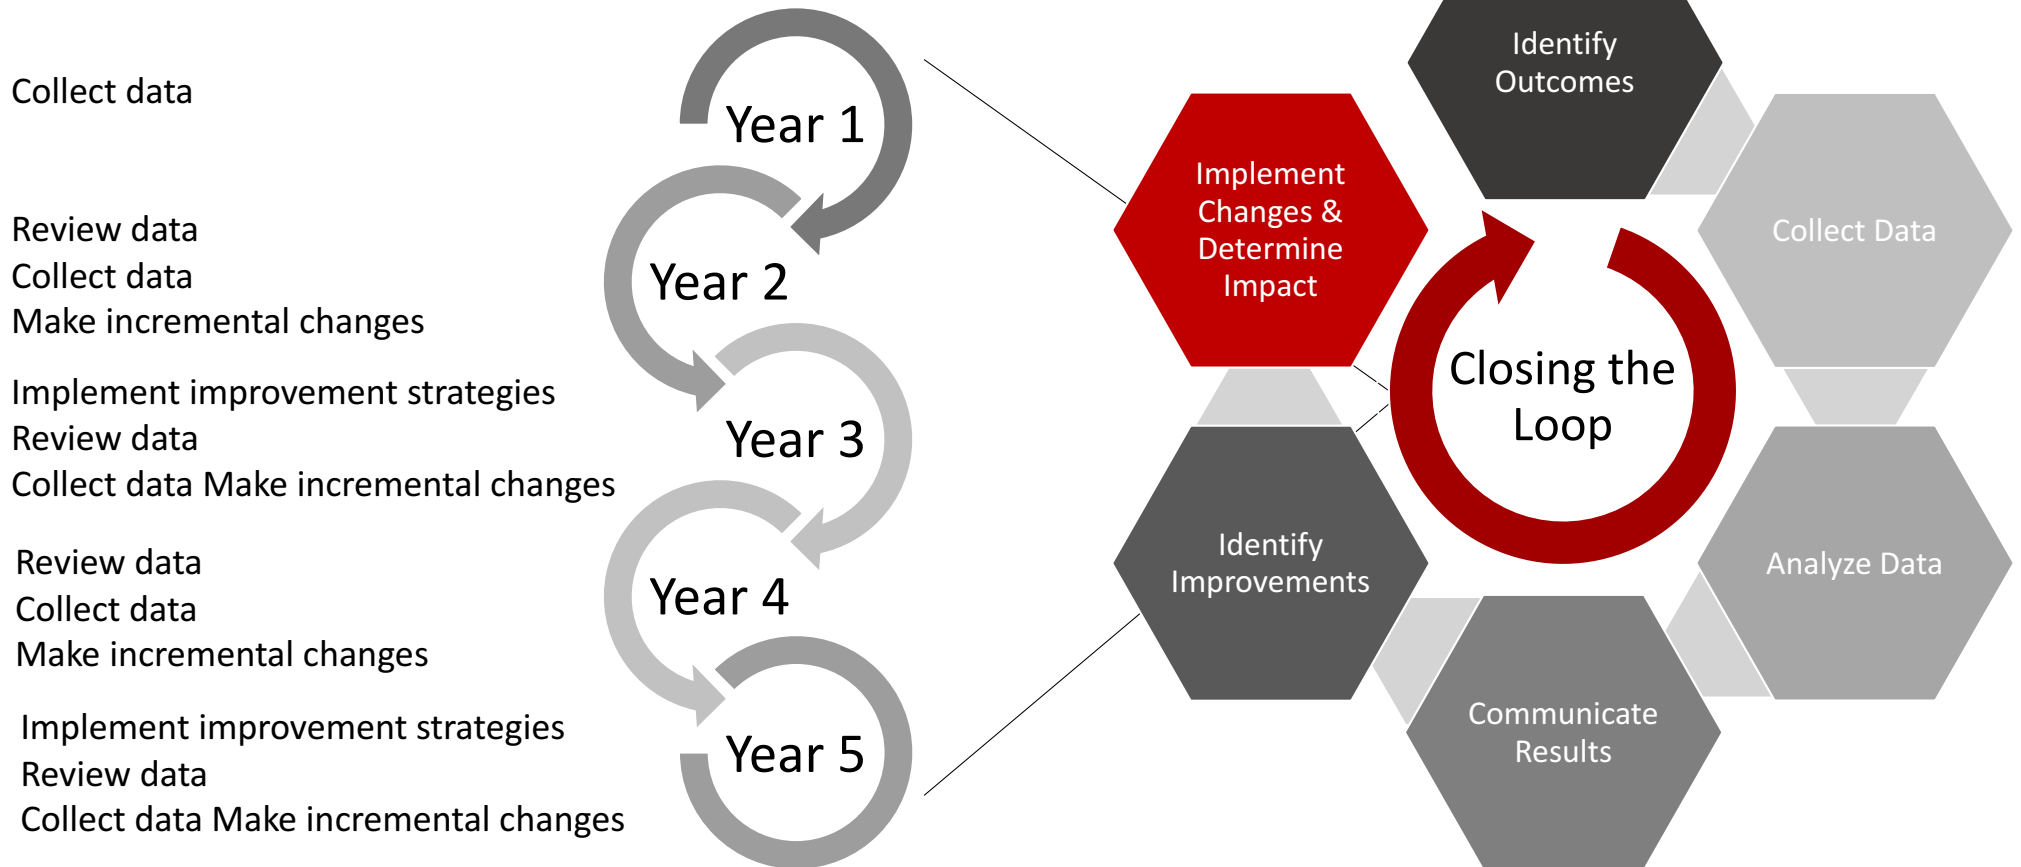 Collect data
Year 1
Review data
Collect data
Make incremental changes
Year 2
Implement improvement strategies
Review data
Collect data Make incremental changes
Year 3
Review data
Collect data
Make incremental changes
Year 4
Implement improvement strategies
Review data
Collect data Make incremental changes
Year 5
Identify
Outcomes
Collect Data
Analyze Data
Communicate
Results
Identify
Improvements
Implement
Changes &
Determine
Impact
Closing the
Loop